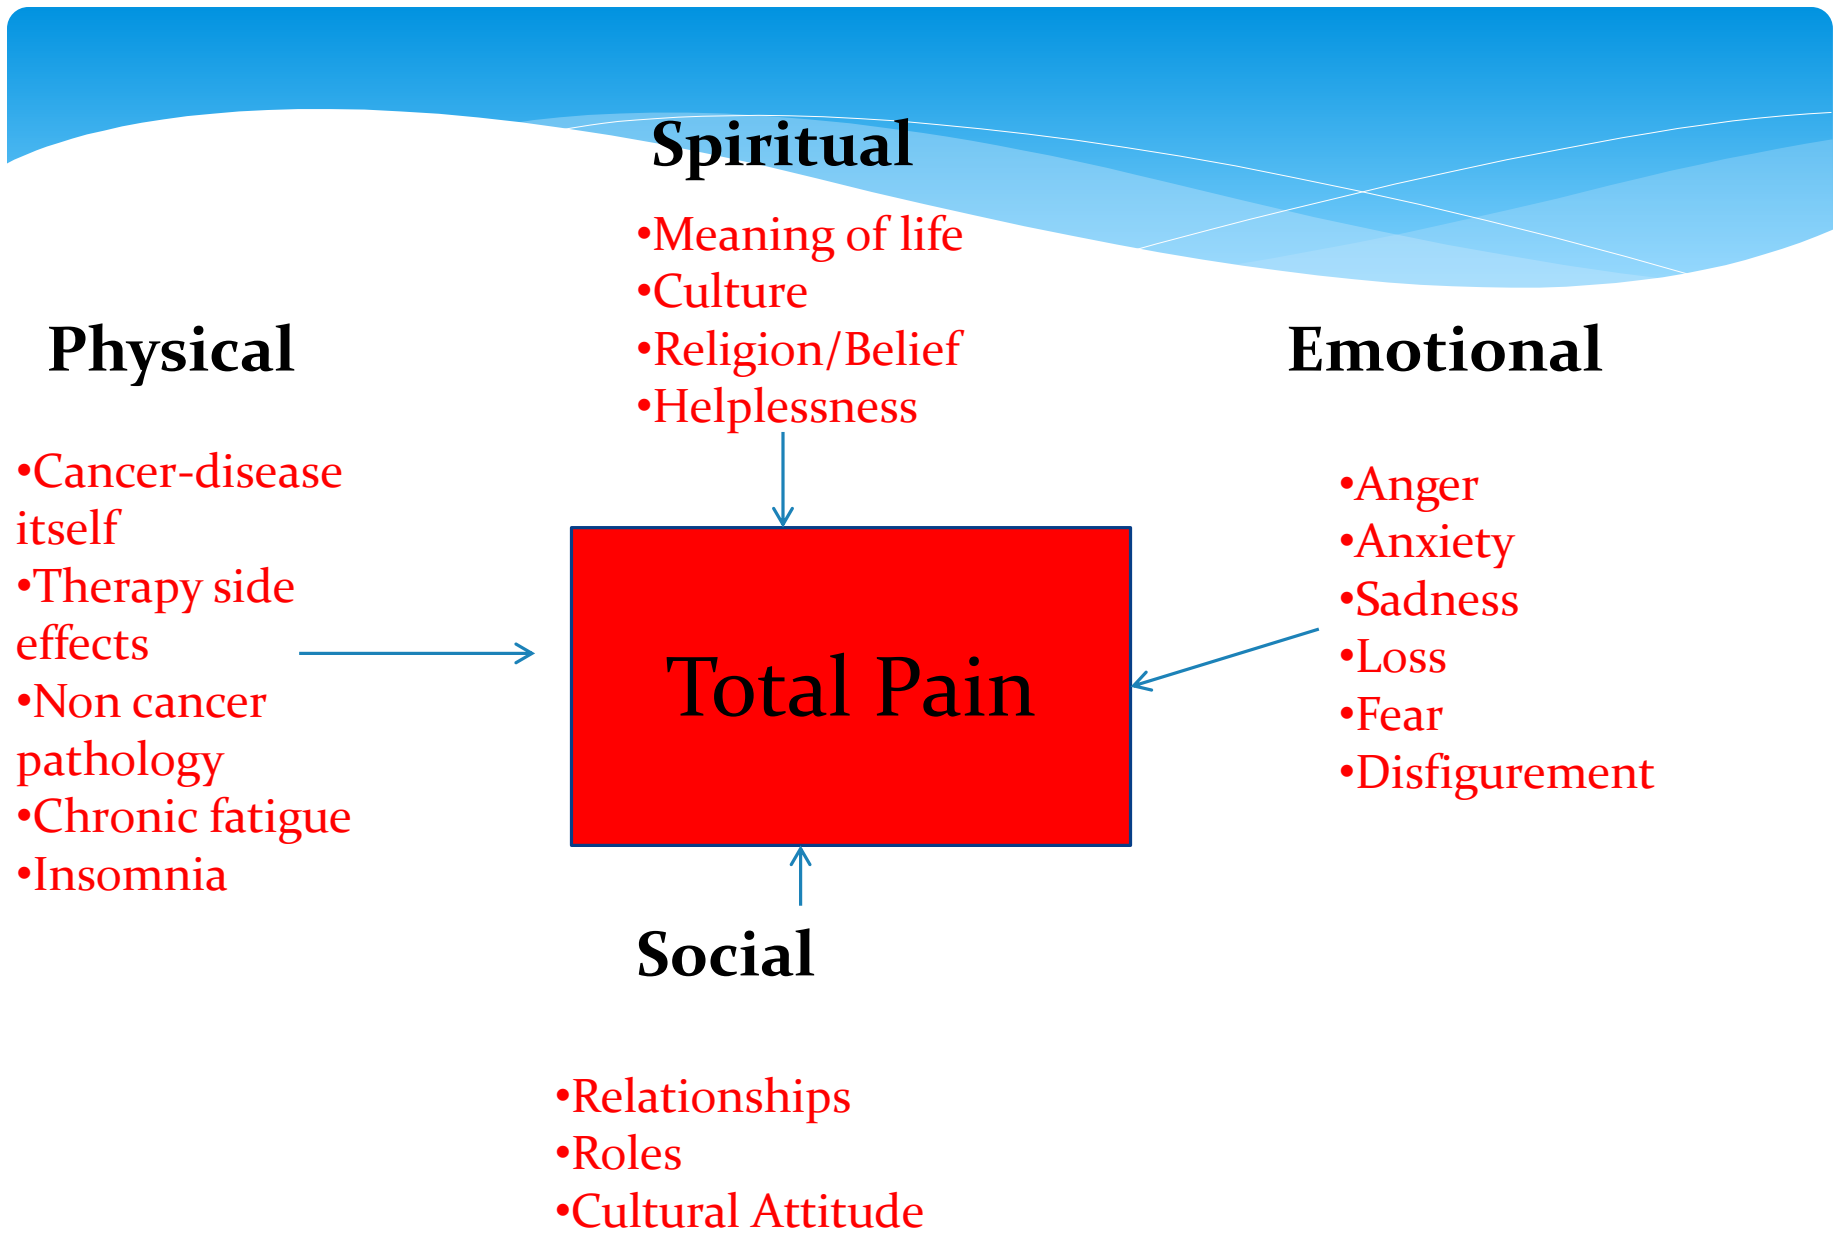 Spiritual
•Meaning of life
•Culture
•Religion/Belief
•Helplessness
Physical
•Cancer-disease
itself
•Therapy side
effects
•Non cancer
pathology
•Chronic fatigue
•Insomnia
Total Pain
Emotional
•Anger
•Anxiety
•Sadness
•Loss
•Fear
•Disfigurement
Social
•Relationships
•Roles
•Cultural Attitude